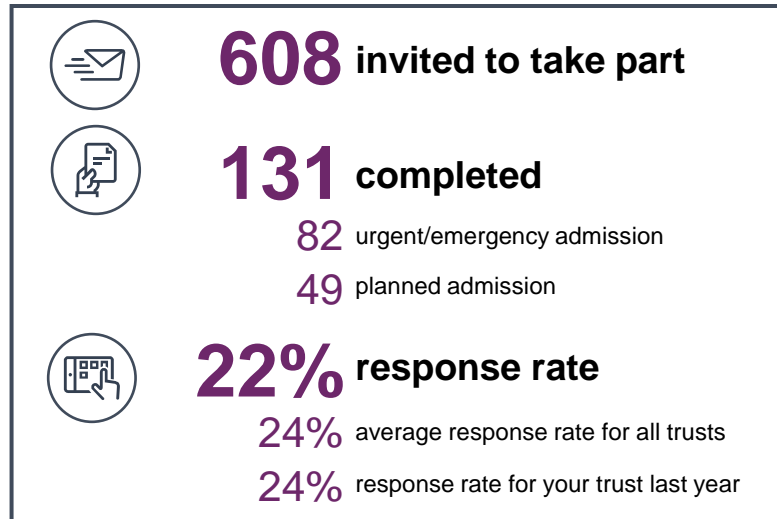 608 invited to take part
131 completed
82 urgent/emergency admission
49 planned admission
22% response rate
24% average response rate for all trusts
24% response rate for your trust last year